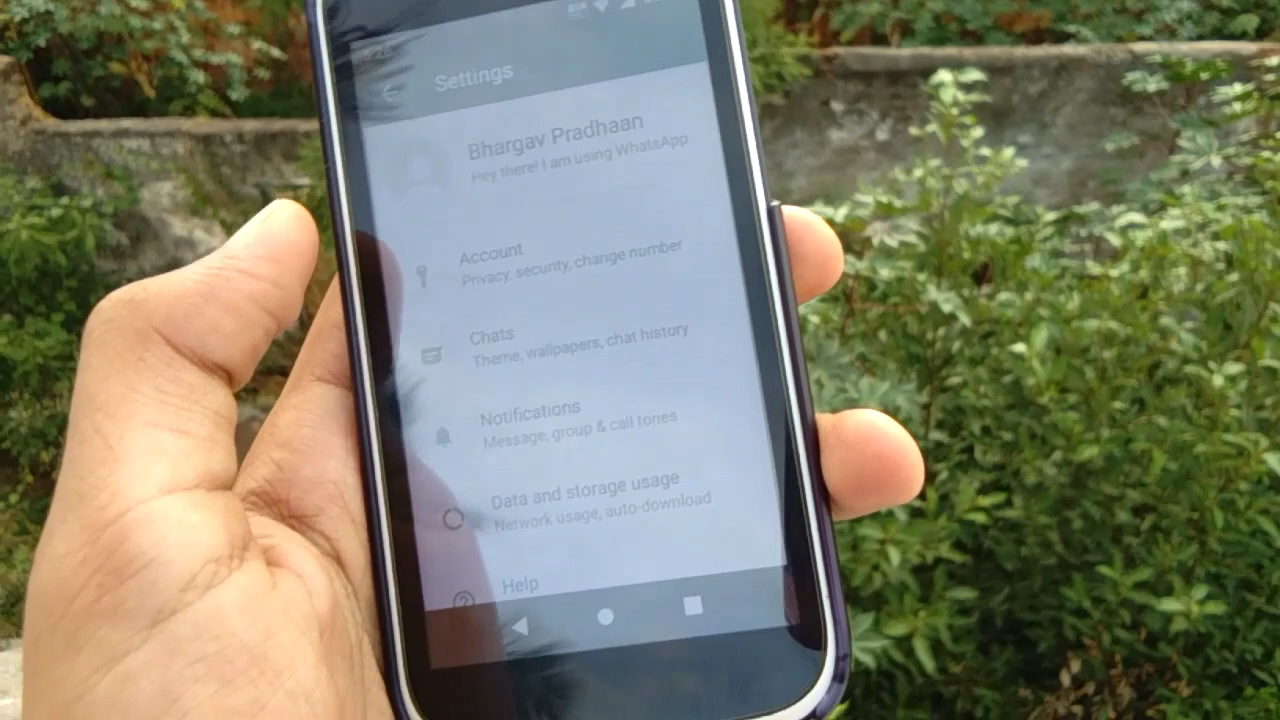 Settings
Bhargav Pradhaan
Hey there! I am using WhatsApp
Account
Privacy, security, change number
Chats
Theme, wallpapers, chat history
Notifications
Message, group & call tones
Data and storage usage
Network usage, auto-download
Help